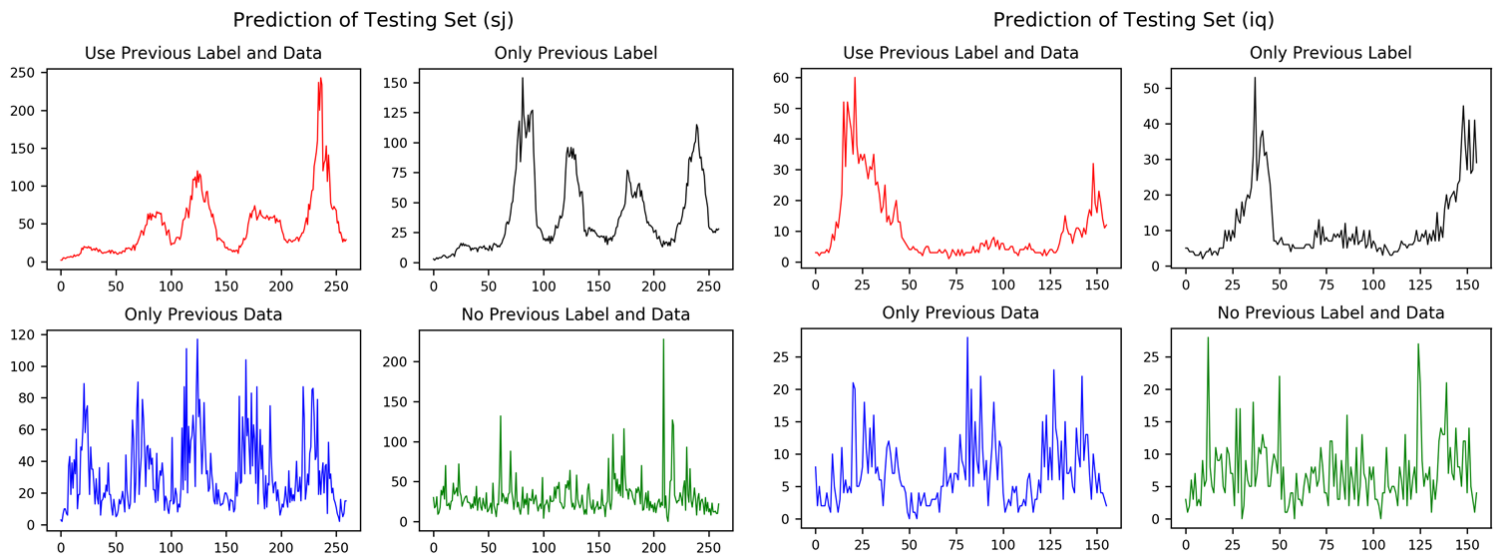 Prediction of Testing Set (sj)
Use Previous Label and Data
250
200
150
100
50
0
0 50 100 150 200 250
Only Previous Label
150
125
100
75
50
25
0
0 50 100 150 200 250
Only Previous Data
120
100
80
60
40
20
0
0 50 100 150 200 250
No Previous Label and Data
200
150
100
50
0
0 50 100 150 200 250
Prediction of Testing Set (iq)
Use Previous Label and Data
60
50
40
30
20
10
0
0 25 50 75 100 125 150
Only Previous Label
50
40
30
20
10
0
0 25 50 75 100 125 150
Only Previous Data
25
20
15
10
5
0
0 25 50 75 100 125 150
No Previous Label and Data
25
20
15
10
5
0
0 25 50 75 100 125 150